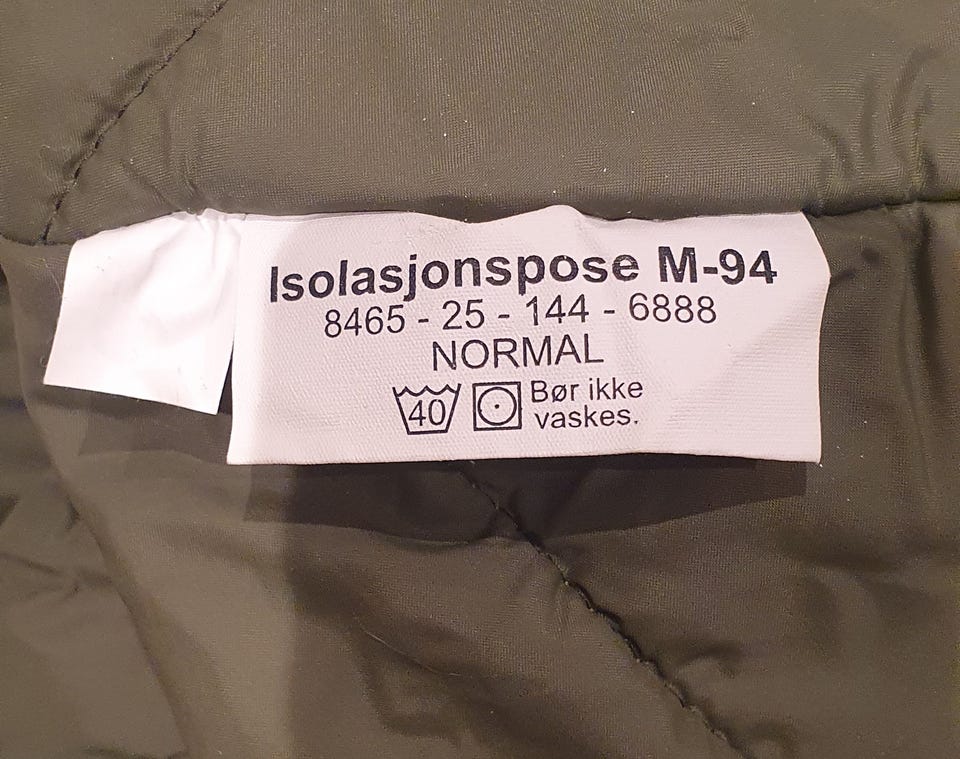 Isolasjonspose M-94
8465 - 25 - 144 - 6888
NORMAL
40 Bør ikke
vaskes.